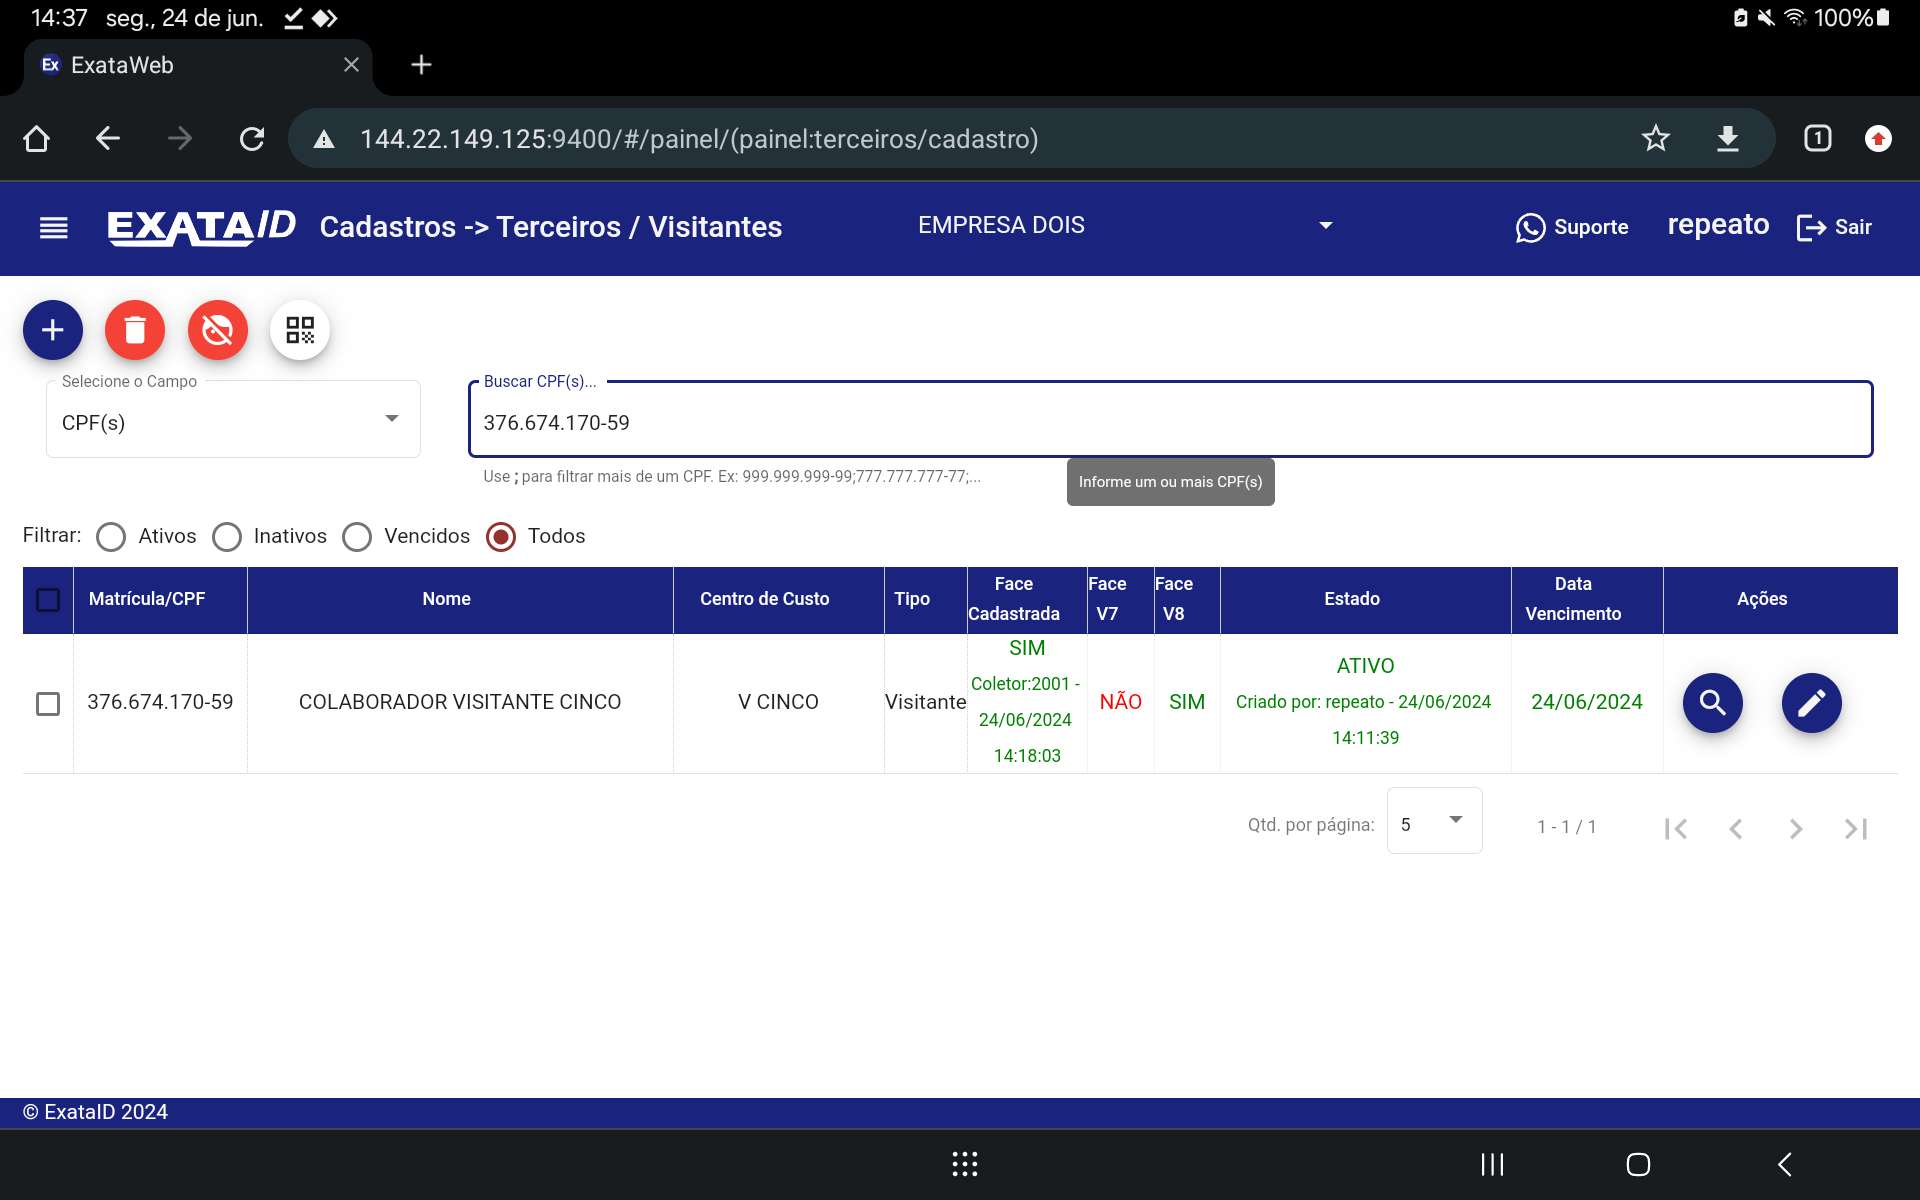 14:37 seg., 24 de jun. 100%
Ex ExataWeb
144.22.149.125:9400/#/painel/(painel:terceiros/cadastro) 1
EXATAID Cadastros -> Terceiros / Visitantes EMPRESA DOIS Suporte repeato Sair
Selecione o Campo Buscar CPF(s)...
CPF(s) 376.674.170-59
Use ; para filtrar mais de um CPF. Ex: 999.999.999-99;777.777.777-77;...
Informe um ou mais CPF(s)
Filtrar: Ativos Inativos Vencidos Todos
Matrícula/CPF Nome Centro de Custo Tipo Face Cadastrada Face V7 Face V8 Estado Data Vencimento Ações
376.674.170-59 COLABORADOR VISITANTE CINCO V CINCO Visitante SIM Coletor:2001 - 24/06/2024 14:18:03 NÃO SIM ATIVO Criado por: repeato - 24/06/2024 14:11:39 24/06/2024
Qtd. por página: 5 1 - 1 / 1
© ExataID 2024